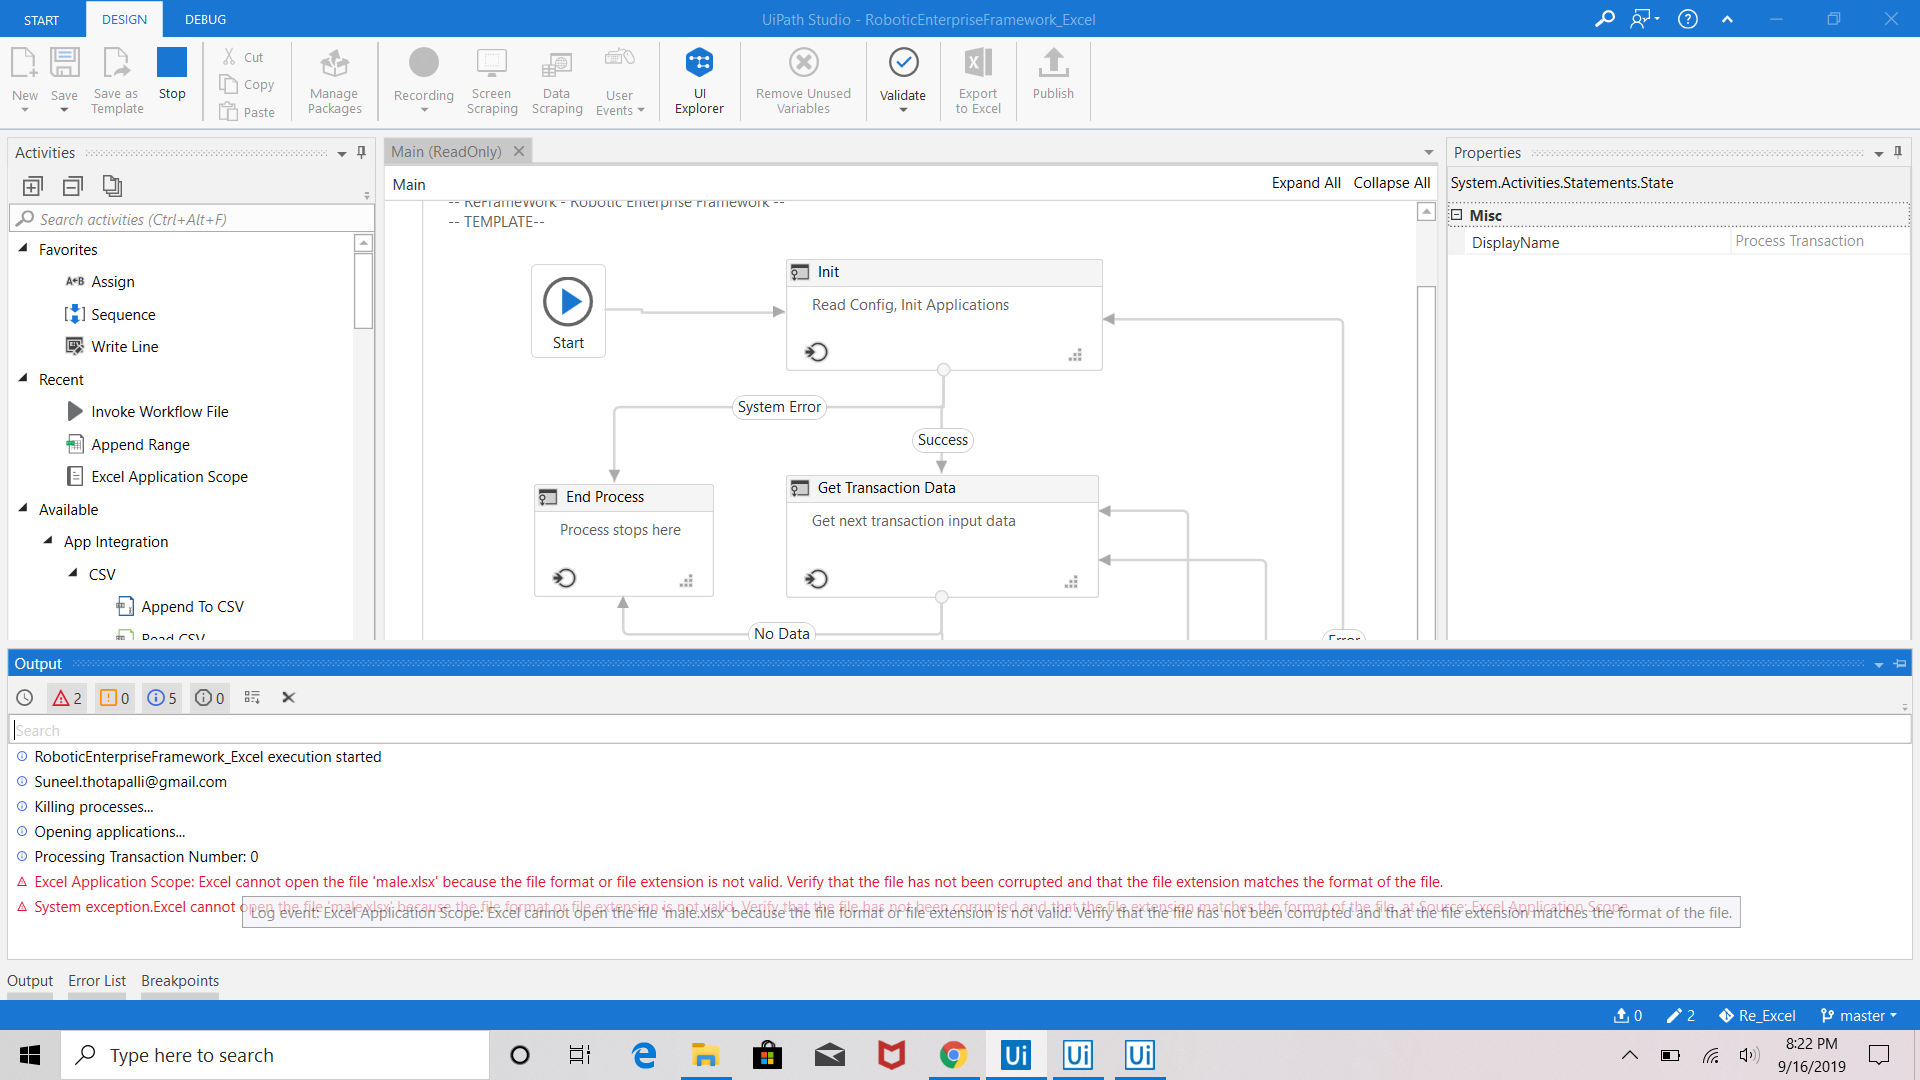 START
DESIGN
DEBUG
UiPath Studio - RoboticEnterpriseFramework_Excel
New
Save
Save as
Template
Stop
Cut
Copy
Paste
Manage
Packages
Recording
Screen
Scraping
Data
Scraping
User
Events
UI
Explorer
Remove Unused
Variables
Validate
Export
to Excel
Publish
Activities
Search activities (Ctrl+Alt+F)
Favorites
Assign
Sequence
Write Line
Recent
Invoke Workflow File
Append Range
Excel Application Scope
Available
App Integration
CSV
Append To CSV
Read CSV
Main (ReadOnly)
Main
Expand All
Collapse All
-- ReFrameWork - Robotic Enterprise Framework --
-- TEMPLATE--
Start
Init
Read Config, Init Applications
System Error
Success
End Process
Process stops here
Get Transaction Data
Get next transaction input data
No Data
Error
Properties
System.Activities.Statements.State
Misc
DisplayName
Process Transaction
Output
2
0
5
0
Search
RoboticEnterpriseFramework_Excel execution started
Suneel.thotapalli@gmail.com
Killing processes...
Opening applications...
Processing Transaction Number: 0
Excel Application Scope: Excel cannot open the file 'male.xlsx' because the file format or file extension is not valid. Verify that the file has not been corrupted and that the file extension matches the format of the file.
System exception.Excel cannot open the file 'male.xlsx' because the file format or file extension is not valid. Verify that the file has not been corrupted and that the file extension matches the format of the file. at Source: Excel Application Scope
Log event: Excel Application Scope: Excel cannot open the file 'male.xlsx' because the file format or file extension is not valid. Verify that the file has not been corrupted and that the file extension matches the format of the file.
Output
Error List
Breakpoints
0
2
Re_Excel
master
Type here to search
Ui
Ui
Ui
8:22 PM
9/16/2019